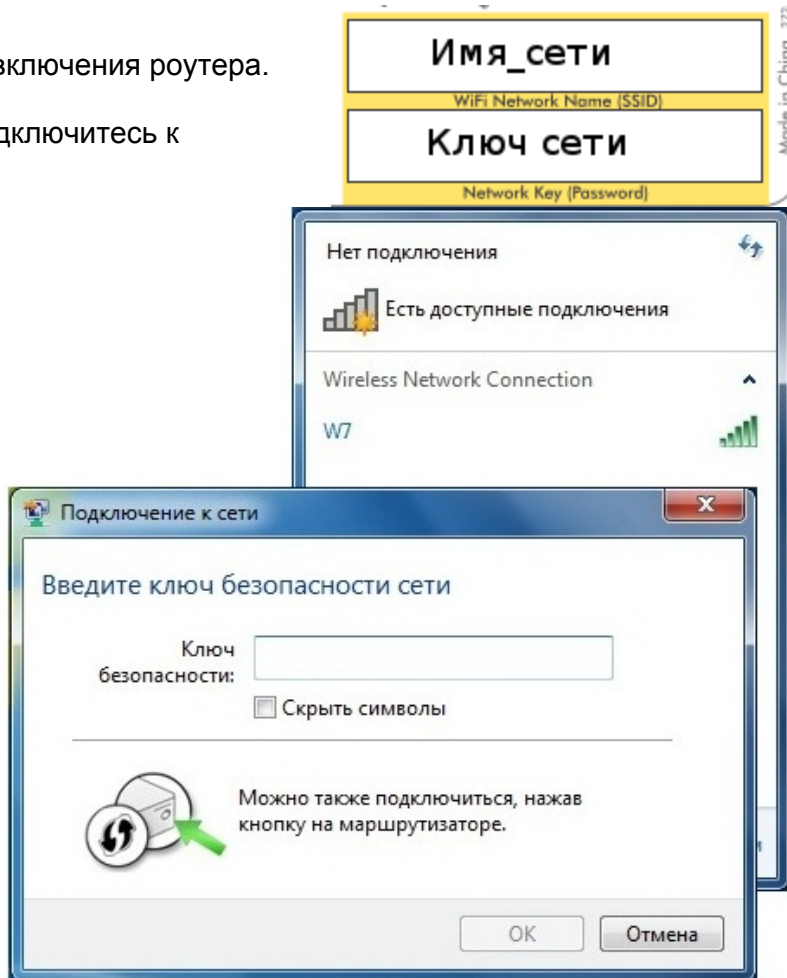 включения роутера.
дключитесь к
Имя_сети
WiFi Network Name (SSID)
Ключ сети
Network Key (Password)
Made in China
Нет подключения
Есть доступные подключения
Wireless Network Connection
W7
Подключение к сети
Введите ключ безопасности сети
Ключ
безопасности:
Скрыть символы
Можно также подключиться, нажав
кнопку на маршрутизаторе.
OK
Отмена